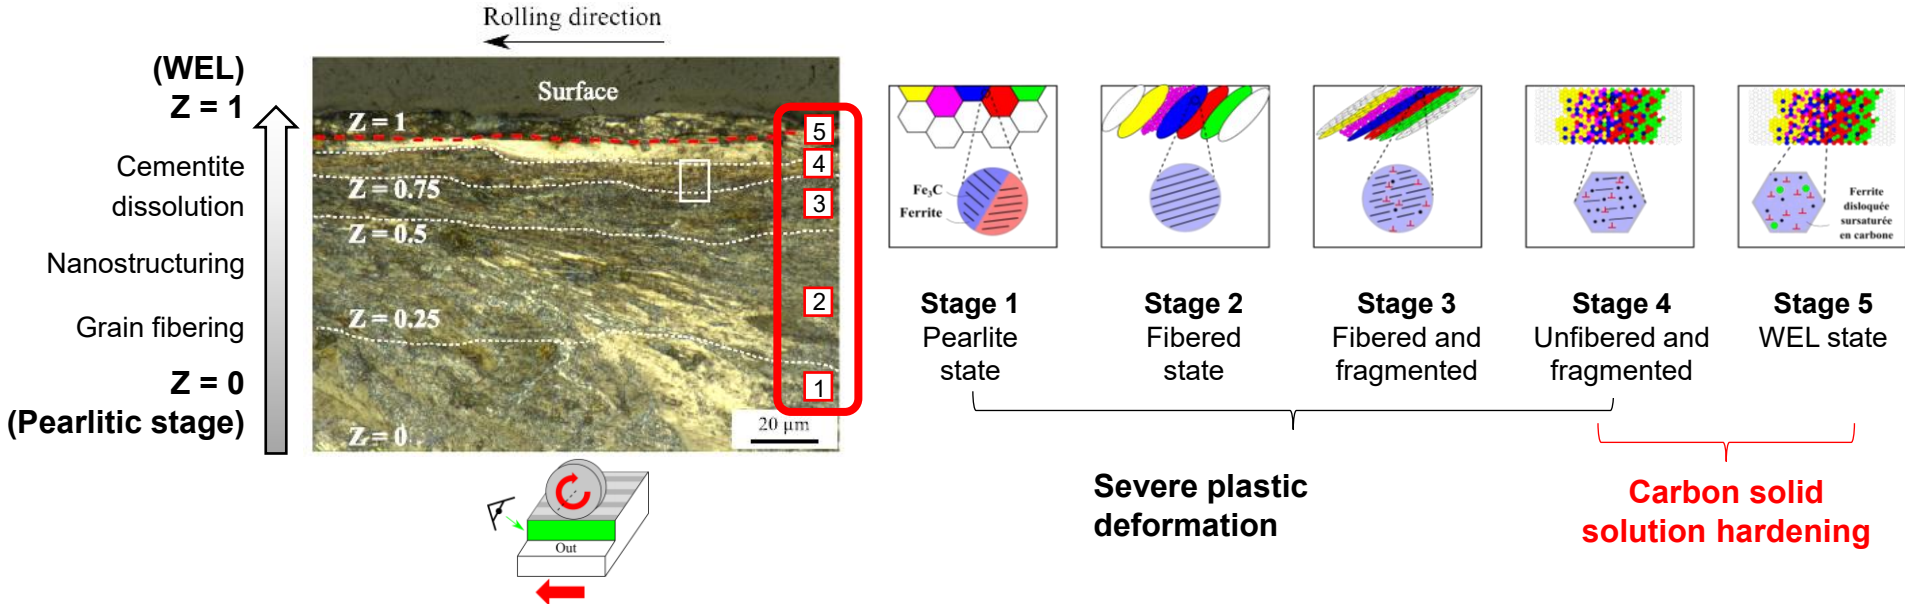 Rolling direction
(WEL)
Z = 1
Cementite
dissolution
Nanostructuring
Grain fibering
Z = 0
(Pearlitic stage)
Surface
Z = 1
Z = 0.75
Z = 0.5
Z = 0.25
Z = 0
5
4
3
2
1
20 µm
Out
Fe₃C
Ferrite
Ferrite
disloquée
sursaturée
en carbone
Stage 1
Pearlite
state
Stage 2
Fibered
state
Stage 3
Fibered and
fragmented
Stage 4
Unfibered and
fragmented
Stage 5
WEL state
Severe plastic
deformation
Carbon solid
solution hardening